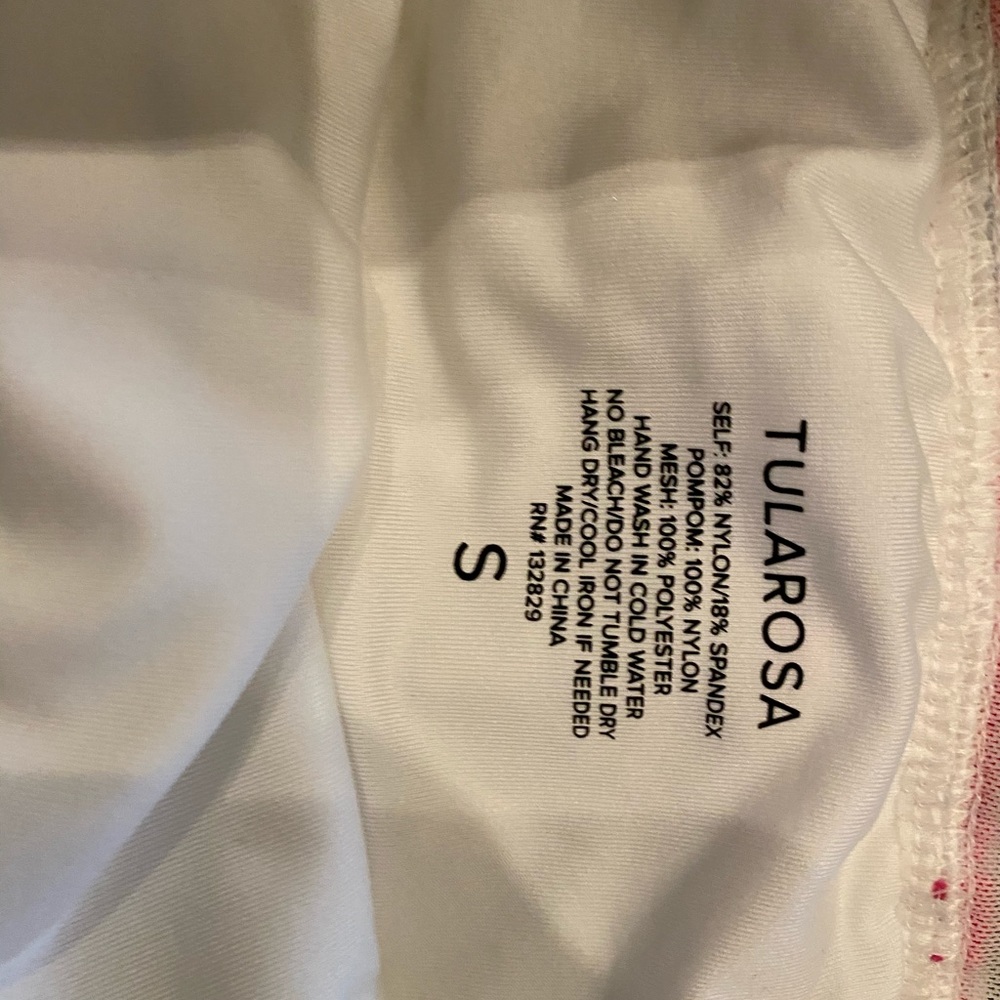 TULAROSA
SELF: 82% NYLON/18% SPANDEX
POMPOM: 100% NYLON
MESH: 100% POLYESTER
HAND WASH IN COLD WATER
NO BLEACH/DO NOT TUMBLE DRY
HANG DRY/COOL IRON IF NEEDED
MADE IN CHINA
RN# 132829
S